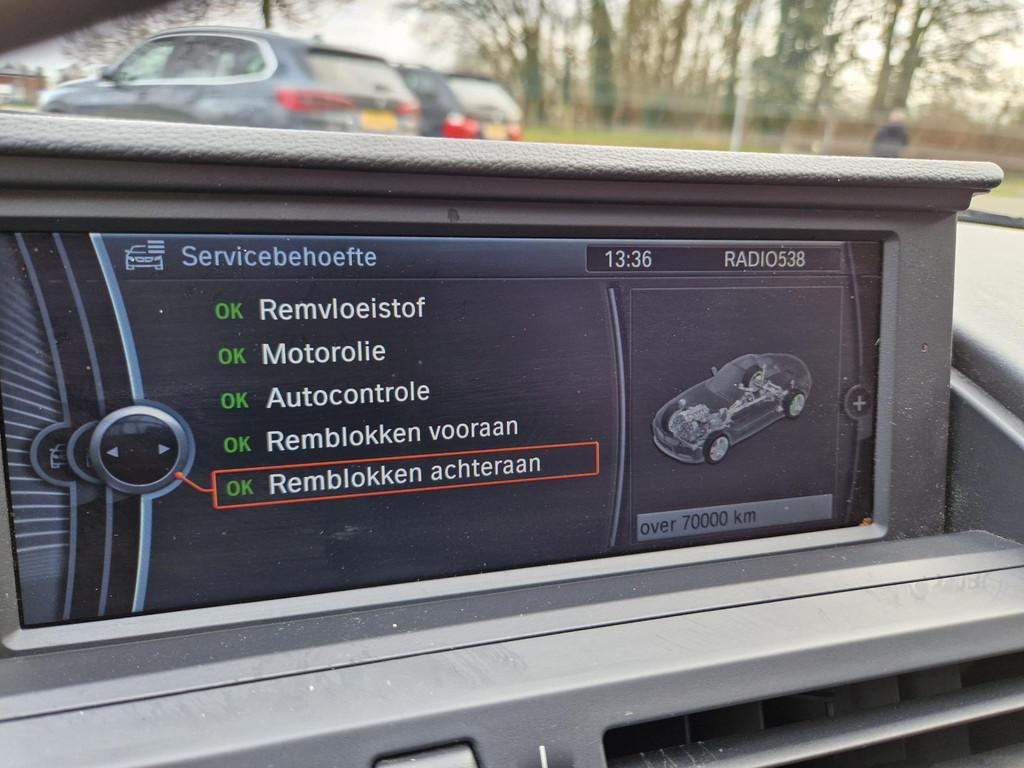 Servicebehoefte
13:36 RADIO538
OK Remvloeistof
OK Motorolie
OK Autocontrole
OK Remblokken vooraan
OK Remblokken achteraan
over 70000 km